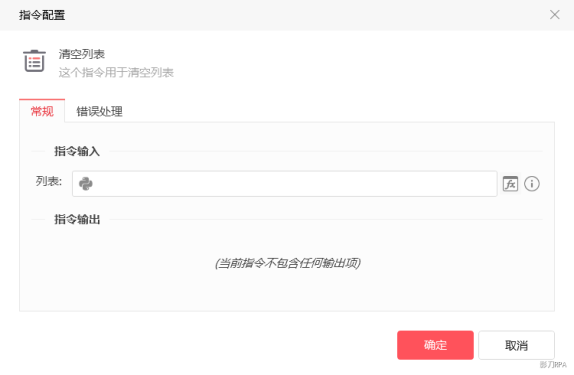 指令配置
清空列表
这个指令用于清空列表
常规 错误处理
指令输入
列表:
fx
指令输出
(当前指令不包含任何输出项)
确定 取消
影刀RPA